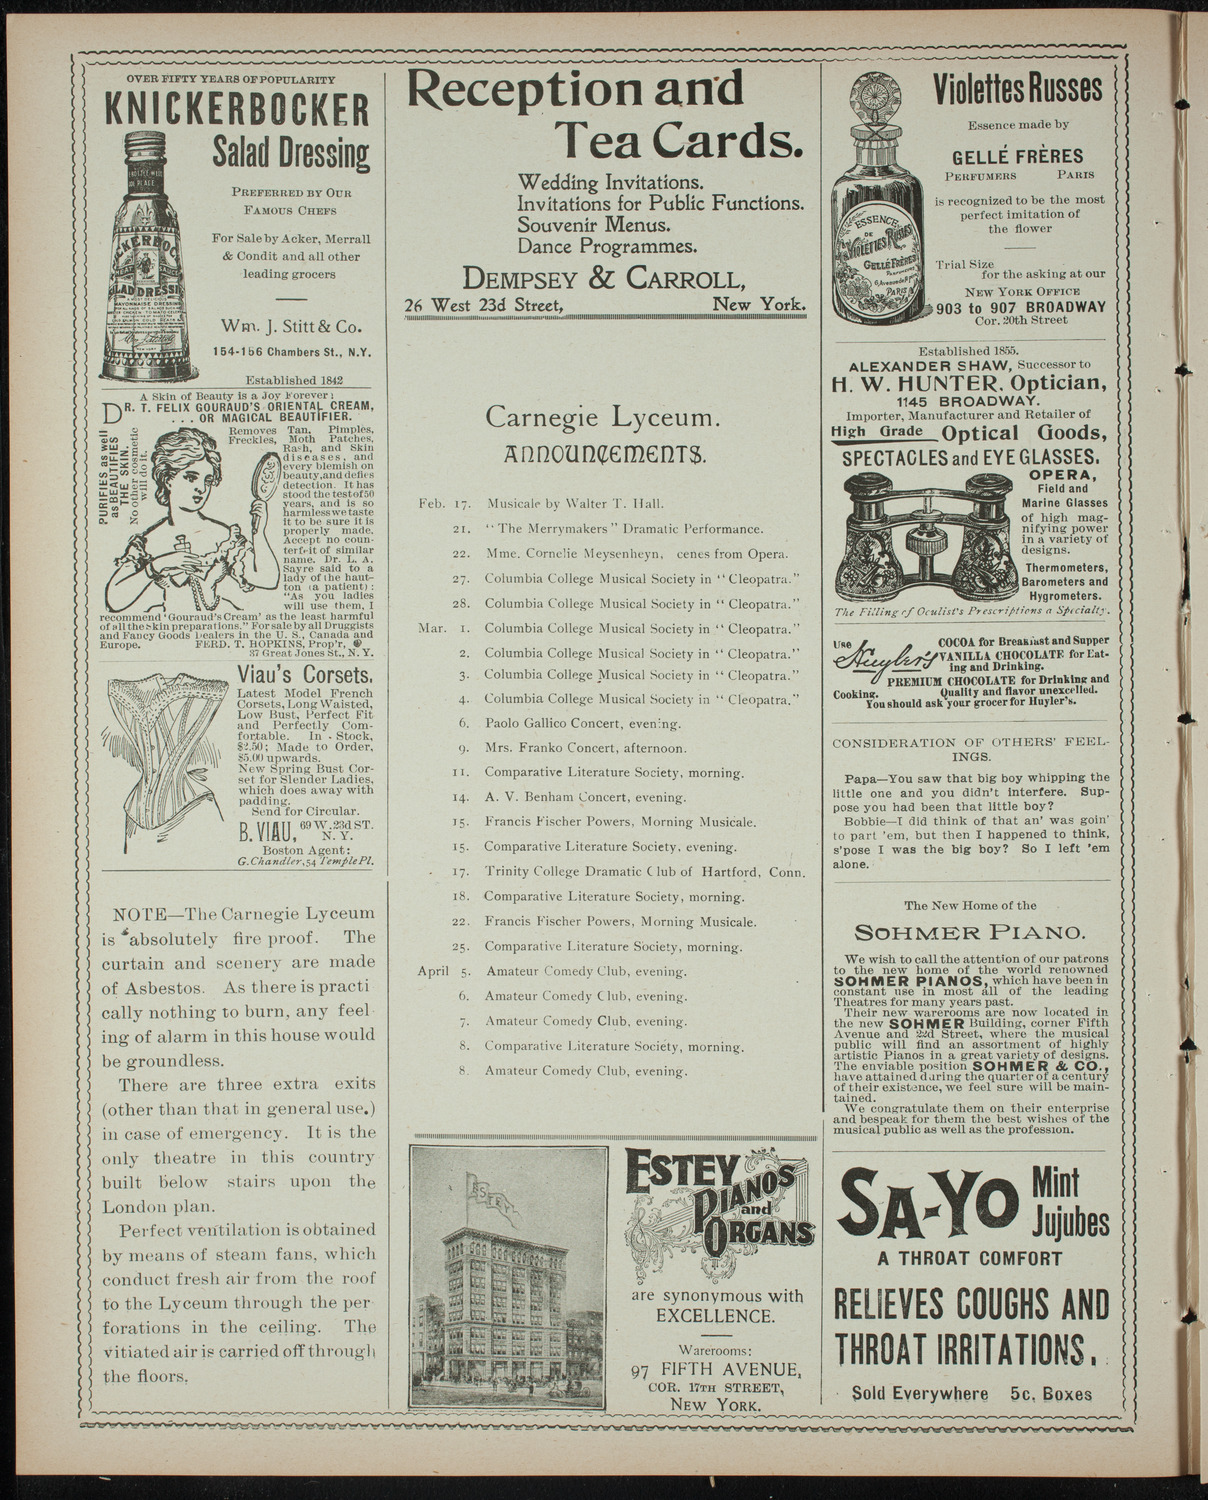 OVER FIFTY YEARS OF POPULARITY
KNICKERBOCKER
Salad Dressing
PREFERRED BY OUR
FAMOUS CHEFS
For Sale by Acker, Merrall
& Condit and all other
leading grocers
Wm. J. Stitt & Co.
154-156 Chambers St., N.Y.
Established 1842
A Skin of Beauty is a Joy Forever;
DR. T. FELIX GOURAUD'S ORIENTAL CREAM,
... OR MAGICAL BEAUTIFIER.
PURIFIES as well
as BEAUTIFIES
THE SKIN.
No other cosmetic
will do it.
Removes Tan, Pimples,
Freckles, Moth Patches,
Rash, and Skin
diseases, and
every blemish on
beauty, and defies
detection. It has
stood the test of 50
years, and is so
harmless we taste
it to be sure it is
properly made.
Accept no coun-
terfeit of similar
name. Dr. L. A.
Sayre said to a
lady of the haut-
ton (a patient):
"As you ladies
will use them, I
recommend 'Gouraud's Cream' as the least harmful
of all the skin preparations." For sale by all Druggists
and Fancy Goods Dealers in the U. S., Canada and
Europe. FERD. T. HOPKINS, Prop'r,
37 Great Jones St., N. Y.
Viau's Corsets.
Latest Model French
Corsets, Long Waisted,
Low Bust, Perfect Fit
and Perfectly Com-
fortable. In - Stock,
$2.50; Made to Order,
$5.00 upwards.
New Spring Bust Cor-
set for Slender Ladies,
which does away with
padding.
Send for Circular.
B. VIAU, 69 W. 23d ST.
N. Y.
Boston Agent:
G. Chandler, 54 Temple Pl.
NOTE—The Carnegie Lyceum
is absolutely fire proof. The
curtain and scenery are made
of Asbestos. As there is practi
cally nothing to burn, any feel
ing of alarm in this house would
be groundless.
There are three extra exits
(other than that in general use.)
in case of emergency. It is the
only theatre in this country
built below stairs upon the
London plan.
Perfect ventilation is obtained
by means of steam fans, which
conduct fresh air from the roof
to the Lyceum through the per
forations in the ceiling. The
vitiated air is carried off through
the floors.
Reception and
Tea Cards.
Wedding Invitations.
Invitations for Public Functions.
Souvenir Menus.
Dance Programmes.
DEMPSEY & CARROLL,
26 West 23d Street, New York.
Carnegie Lyceum.
ANNOUNCEMENTS.
Feb. 17. Musicale by Walter T. Hall.
21. "The Merrymakers" Dramatic Performance.
22. Mme. Cornelie Meysenheyn, cenes from Opera.
27. Columbia College Musical Society in "Cleopatra."
28. Columbia College Musical Society in "Cleopatra."
Mar. 1. Columbia College Musical Society in "Cleopatra."
2. Columbia College Musical Society in "Cleopatra."
3. Columbia College Musical Society in "Cleopatra."
4. Columbia College Musical Society in "Cleopatra."
6. Paolo Gallico Concert, evening.
9. Mrs. Franko Concert, afternoon.
11. Comparative Literature Society, morning.
14. A. V. Benham Concert, evening.
15. Francis Fischer Powers, Morning Musicale.
15. Comparative Literature Society, evening.
17. Trinity College Dramatic Club of Hartford, Conn.
18. Comparative Literature Society, morning.
22. Francis Fischer Powers, Morning Musicale.
25. Comparative Literature Society, morning.
April 5. Amateur Comedy Club, evening.
6. Amateur Comedy Club, evening.
7. Amateur Comedy Club, evening.
8. Comparative Literature Society, morning.
8. Amateur Comedy Club, evening.
ESTEY
ESTEY
PIANOS
and
ORGANS
are synonymous with
EXCELLENCE.
Warerooms:
97 FIFTH AVENUE,
COR. 17TH STREET,
NEW YORK.
Violettes Russes
Essence made by
GELLÉ FRÈRES
PERFUMERS PARIS
is recognized to be the most
perfect imitation of
the flower
Trial Size
for the asking at our
NEW YORK OFFICE
903 to 907 BROADWAY
Cor. 20th Street
ESSENCE
DE
Violettes Russes
GELLÉ FRÈRES
PARIS
Established 1855.
ALEXANDER SHAW, Successor to
H. W. HUNTER, Optician,
1145 BROADWAY.
Importer, Manufacturer and Retailer of
High Grade Optical Goods,
SPECTACLES and EYE GLASSES.
OPERA,
Field and
Marine Glasses
of high mag-
nifying power
in a variety of
designs.
Thermometers,
Barometers and
Hygrometers.
The Filling of Oculist's Prescriptions a Specialty.
Use Huyler's COCOA for Breakfast and Supper
VANILLA CHOCOLATE for Eat-
ing and Drinking.
PREMIUM CHOCOLATE for Drinking and
Cooking. Quality and flavor unexcelled.
You should ask your grocer for Huyler's.
CONSIDERATION OF OTHERS' FEEL-
INGS.
Papa—You saw that big boy whipping the
little one and you didn't interfere. Sup-
pose you had been that little boy?
Bobbie—I did think of that an' was goin'
to part 'em, but then I happened to think,
s'pose I was the big boy? So I left 'em
alone.
The New Home of the
SOHMER PIANO.
We wish to call the attention of our patrons
to the new home of the world renowned
SOHMER PIANOS, which have been in
constant use in most all of the leading
Theatres for many years past.
Their new warerooms are now located in
the new SOHMER Building, corner Fifth
Avenue and 22d Street, where the musical
public will find an assortment of highly
artistic Pianos in a great variety of designs.
The enviable position SOHMER & CO.,
have attained during the quarter of a century
of their existence, we feel sure will be main-
tained.
We congratulate them on their enterprise
and bespeak for them the best wishes of the
musical public as well as the profession.
SA-YO Mint
Jujubes
A THROAT COMFORT
RELIEVES COUGHS AND
THROAT IRRITATIONS.
Sold Everywhere 5c. Boxes